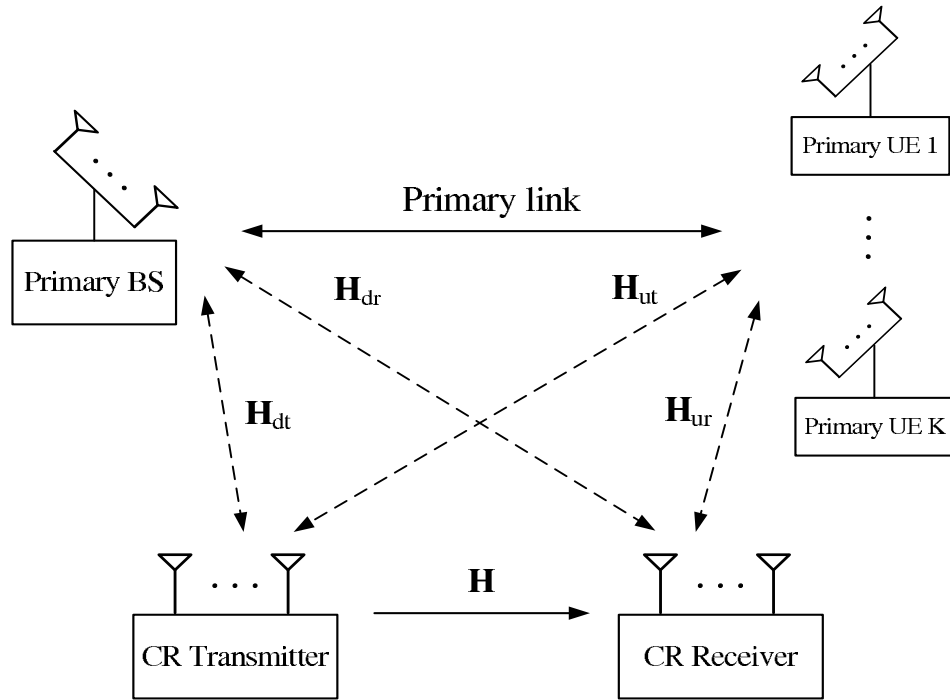 Primary UE 1
Primary link
Primary BS
H_dr
H_ut
H_dt
H_ur
Primary UE K
H
CR Transmitter
CR Receiver